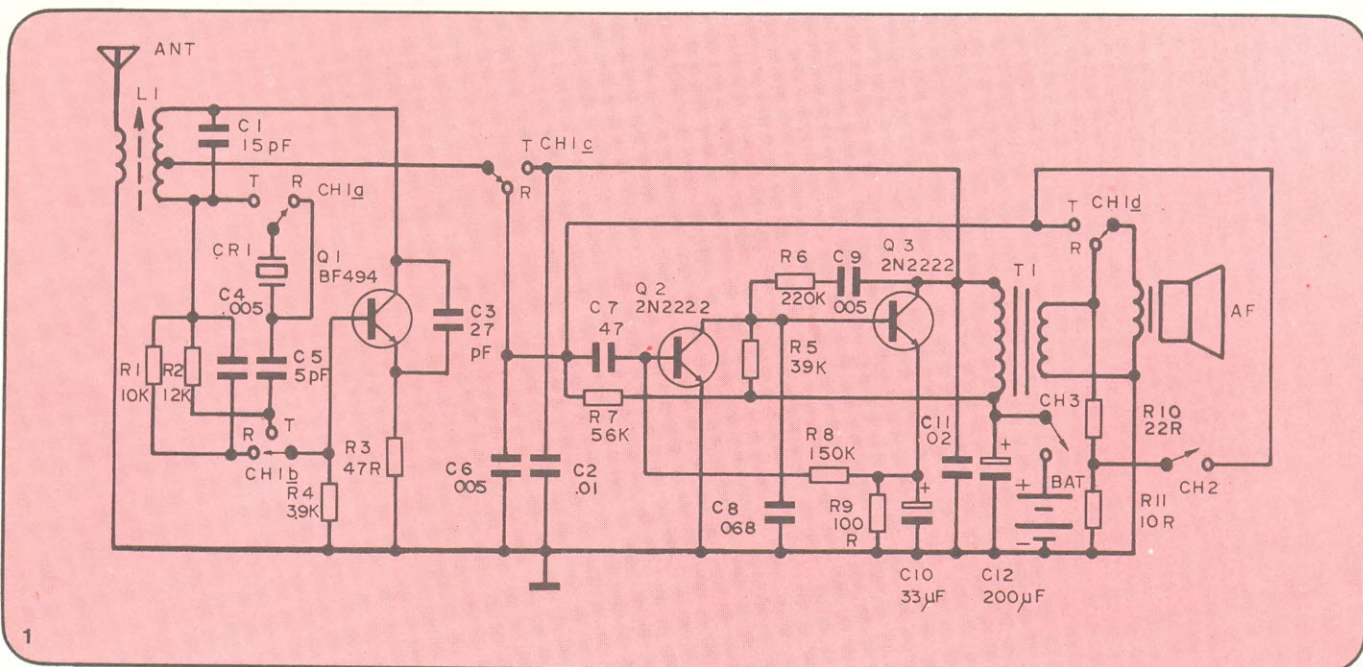 ANT
L1
C1
15pF
T
R
CH1a
CR1
Q1
BF494
C4
.005
C3
27
pF
R1
10K
R2
12K
C5
5pF
T
R
CH1b
R4
3,9K
R3
47R
T
CH1c
R
C6
005
C2
.01
C7
47
Q2
2N2222
R6
220K
C9
005
Q3
2N2222
R5
39K
R7
56K
R8
150K
C8
068
R9
100
R
+
C10
33µF
C11
02
C12
200µF
+
T1
T
CH1d
R
AF
CH3
BAT
-
R10
22R
R11
10R
CH2
1